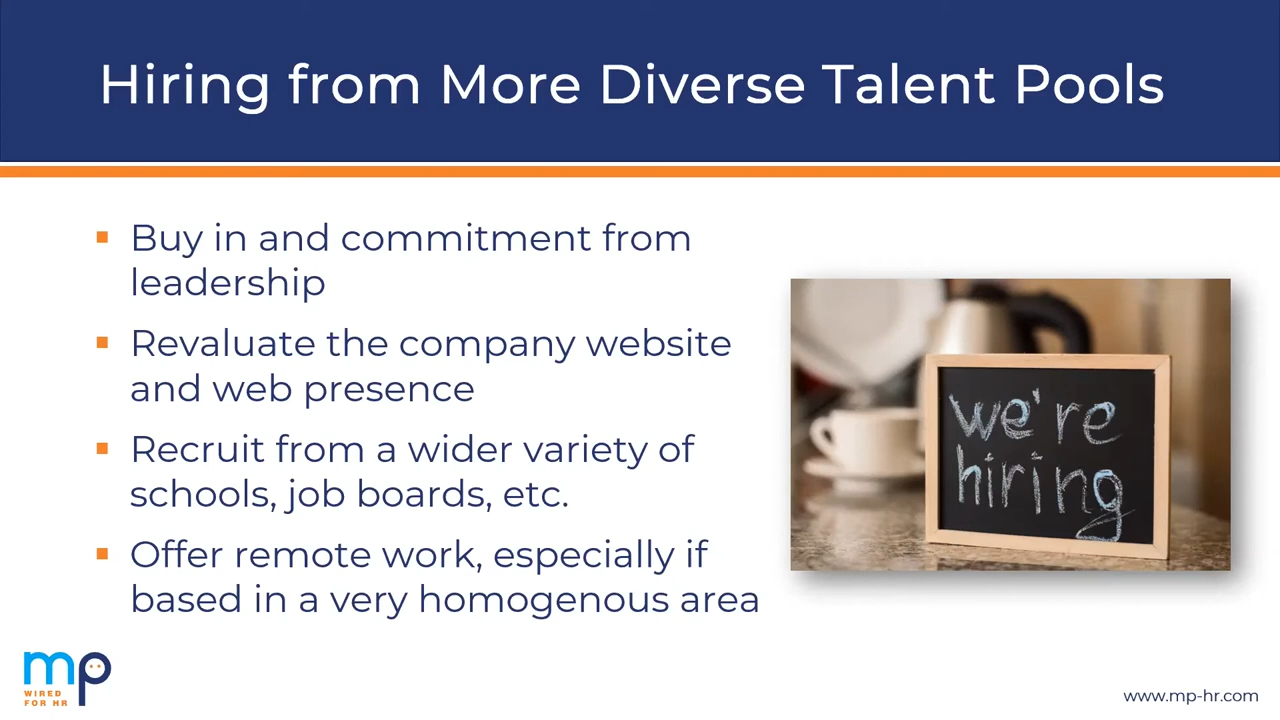 Hiring from More Diverse Talent Pools
▪ Buy in and commitment from
leadership
▪ Revaluate the company website
and web presence
▪ Recruit from a wider variety of
schools, job boards, etc.
▪ Offer remote work, especially if
based in a very homogenous area
we're
hiring
mp
WIRED
FOR HR
www.mp-hr.com